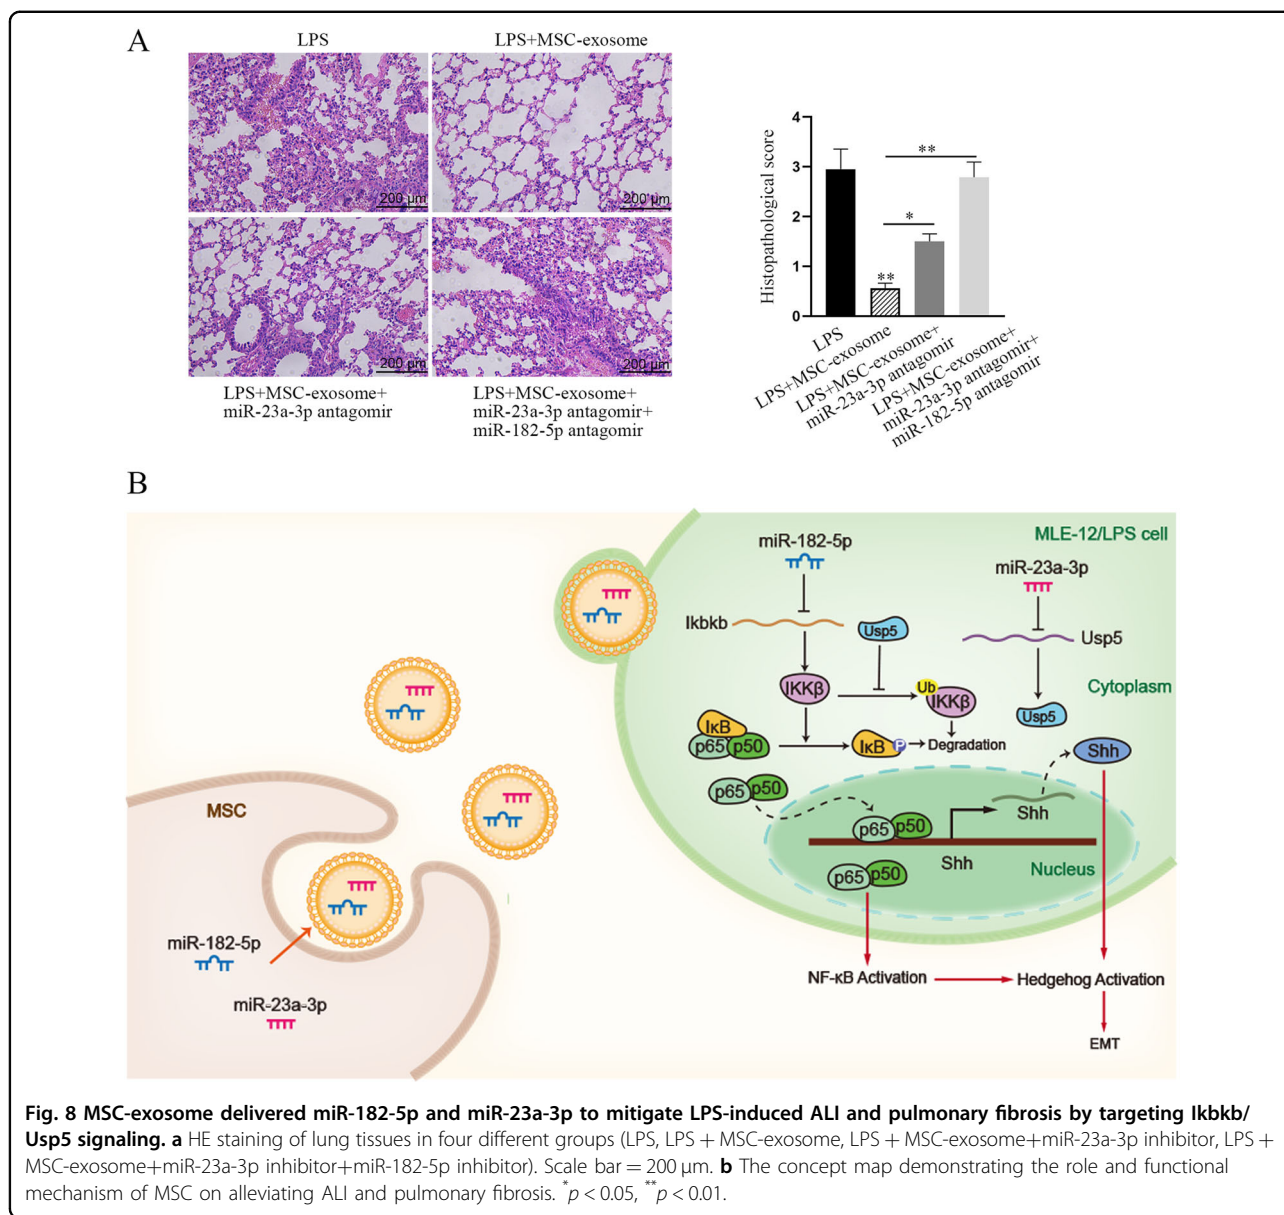 A
LPS
LPS+MSC-exosome
200 µm
200 µm
200 µm
200 µm
LPS+MSC-exosome+
miR-23a-3p antagomir
LPS+MSC-exosome+
miR-23a-3p antagomir+
miR-182-5p antagomir
Histopathological score
4
3
2
1
0
**
*
**
LPS
LPS+MSC-exosome
LPS+MSC-exosome+
miR-23a-3p antagomir
LPS+MSC-exosome+
miR-23a-3p antagomir+
miR-182-5p antagomir
B
MLE-12/LPS cell
miR-182-5p
miR-23a-3p
Ikbkb
Usp5
Usp5
Cytoplasm
IKKβ
Ub
IKKβ
Usp5
IκB
p65 p50
IκB P
Degradation
Shh
p65 p50
Shh
p65 p50
Shh
p65 p50
Nucleus
MSC
miR-182-5p
miR-23a-3p
NF-κB Activation
Hedgehog Activation
EMT
Fig. 8 MSC-exosome delivered miR-182-5p and miR-23a-3p to mitigate LPS-induced ALI and pulmonary fibrosis by targeting Ikbkb/
Usp5 signaling. a HE staining of lung tissues in four different groups (LPS, LPS + MSC-exosome, LPS + MSC-exosome+miR-23a-3p inhibitor, LPS +
MSC-exosome+miR-23a-3p inhibitor+miR-182-5p inhibitor). Scale bar = 200 µm. b The concept map demonstrating the role and functional
mechanism of MSC on alleviating ALI and pulmonary fibrosis. *p < 0.05, **p < 0.01.